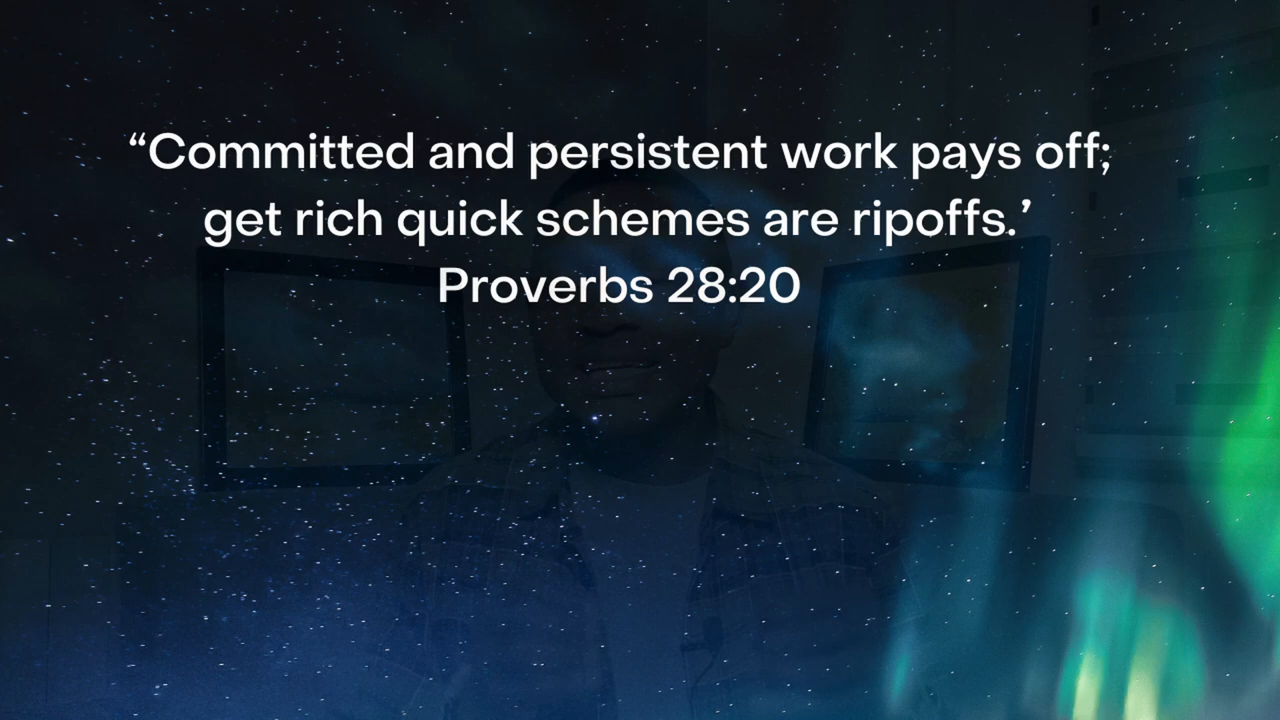 “Committed and persistent work pays off;
get rich quick schemes are ripoffs.’
Proverbs 28:20